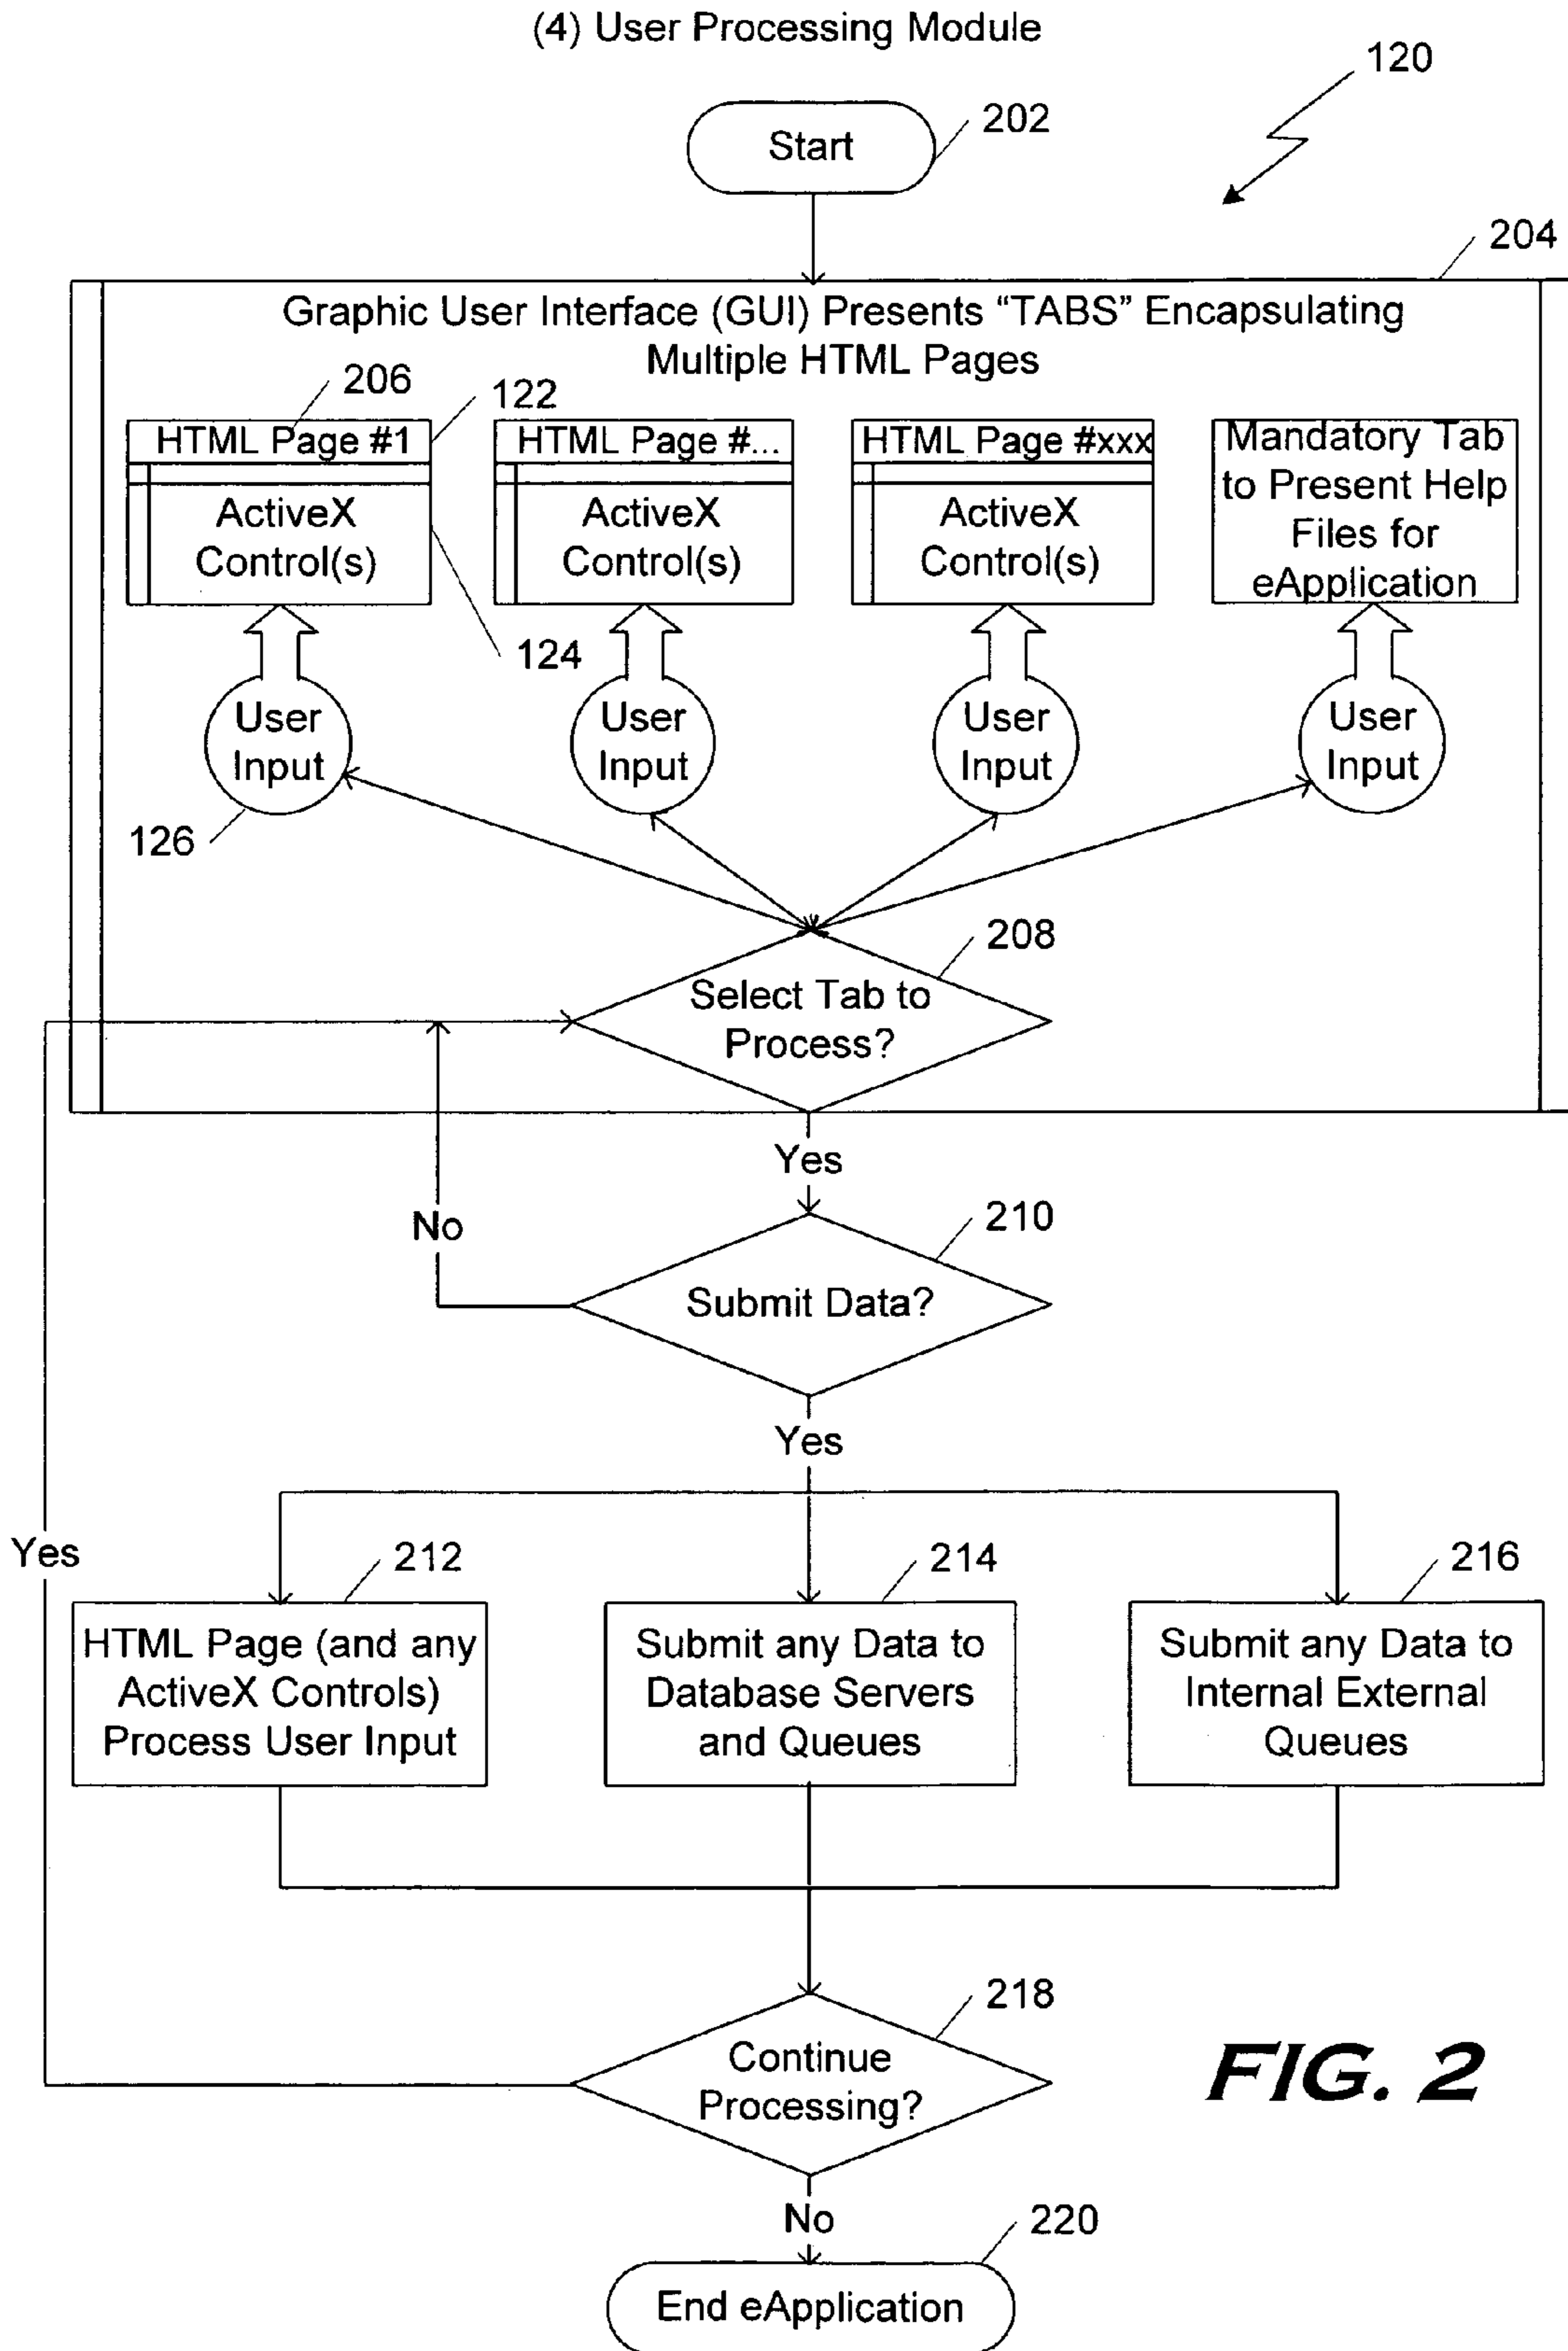 (4) User Processing Module
120
Start
202
204
Graphic User Interface (GUI) Presents “TABS” Encapsulating
Multiple HTML Pages
206
122
HTML Page #1
ActiveX
Control(s)
124
HTML Page #...
ActiveX
Control(s)
HTML Page #xxx
ActiveX
Control(s)
Mandatory Tab
to Present Help
Files for
eApplication
User
Input
User
Input
User
Input
User
Input
126
208
Select Tab to
Process?
Yes
No
210
Submit Data?
Yes
Yes
212
HTML Page (and any
ActiveX Controls)
Process User Input
214
Submit any Data to
Database Servers
and Queues
216
Submit any Data to
Internal External
Queues
218
Continue
Processing?
FIG. 2
No
220
End eApplication